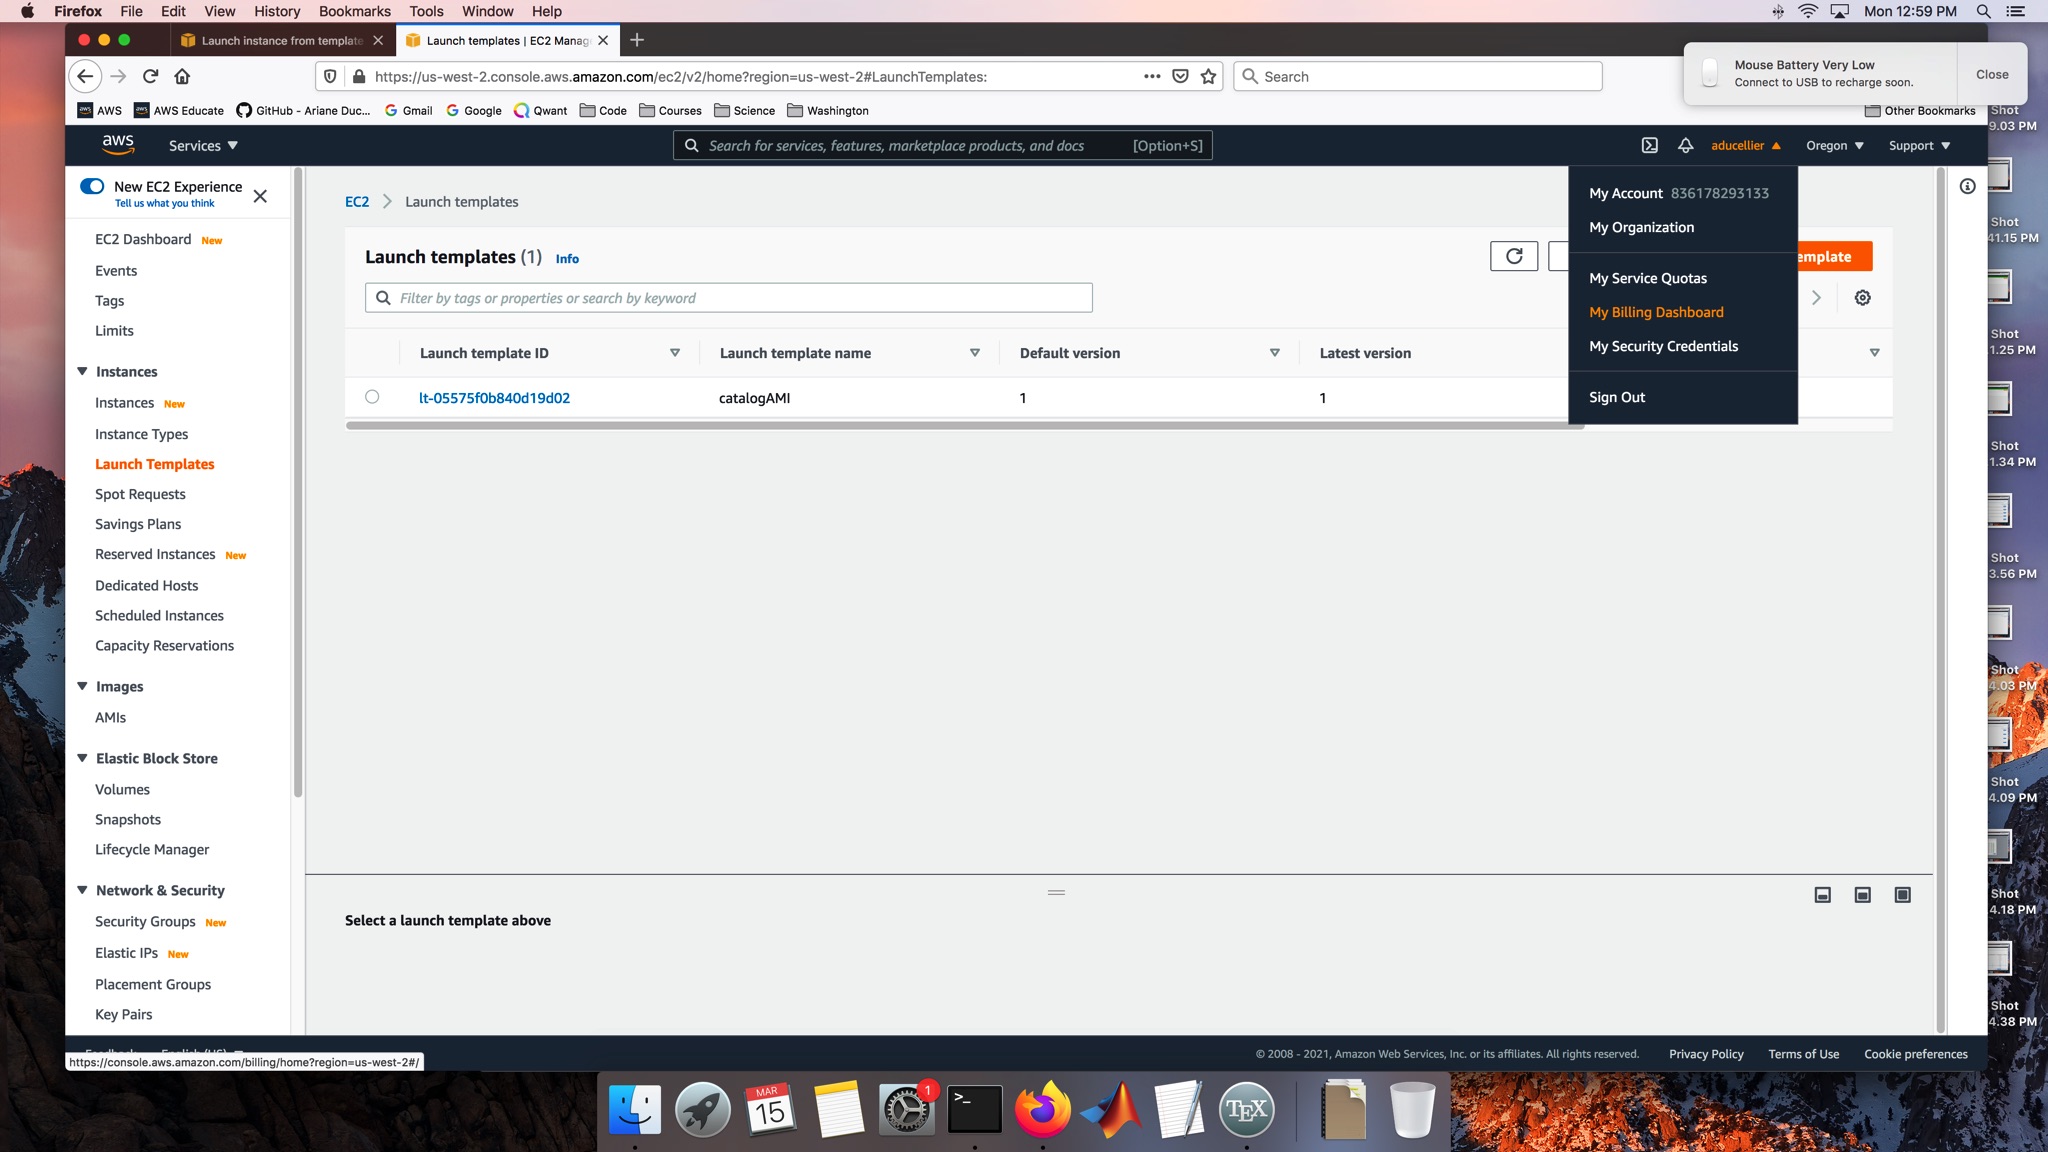 Firefox File Edit View History Bookmarks Tools Window Help Mon 12:59 PM
Launch instance from template Launch templates | EC2 Manag
https://us-west-2.console.aws.amazon.com/ec2/v2/home?region=us-west-2#LaunchTemplates: Search
Mouse Battery Very Low
Connect to USB to recharge soon.
Close
AWS AWS Educate GitHub - Ariane Duc... Gmail Google Qwant Code Courses Science Washington Other Bookmarks
aws Services Search for services, features, marketplace products, and docs [Option+S] aducellier Oregon Support
New EC2 Experience
Tell us what you think
EC2 Dashboard New
Events
Tags
Limits
Instances
Instances New
Instance Types
Launch Templates
Spot Requests
Savings Plans
Reserved Instances New
Dedicated Hosts
Scheduled Instances
Capacity Reservations
Images
AMIs
Elastic Block Store
Volumes
Snapshots
Lifecycle Manager
Network & Security
Security Groups New
Elastic IPs New
Placement Groups
Key Pairs
EC2 Launch templates
Launch templates (1) Info
emplate
Filter by tags or properties or search by keyword
Launch template ID Launch template name Default version Latest version
lt-05575f0b840d19d02 catalogAMI 1 1
My Account 836178293133
My Organization
My Service Quotas
My Billing Dashboard
My Security Credentials
Sign Out
Select a launch template above
https://console.aws.amazon.com/billing/home?region=us-west-2#/
© 2008 - 2021, Amazon Web Services, Inc. or its affiliates. All rights reserved. Privacy Policy Terms of Use Cookie preferences
Shot
9.03 PM
Shot
41.15 PM
Shot
1.25 PM
Shot
1.34 PM
Shot
3.56 PM
Shot
4.03 PM
Shot
4.09 PM
Shot
4.18 PM
Shot
4.38 PM
MAR
15
1
>_
TEX